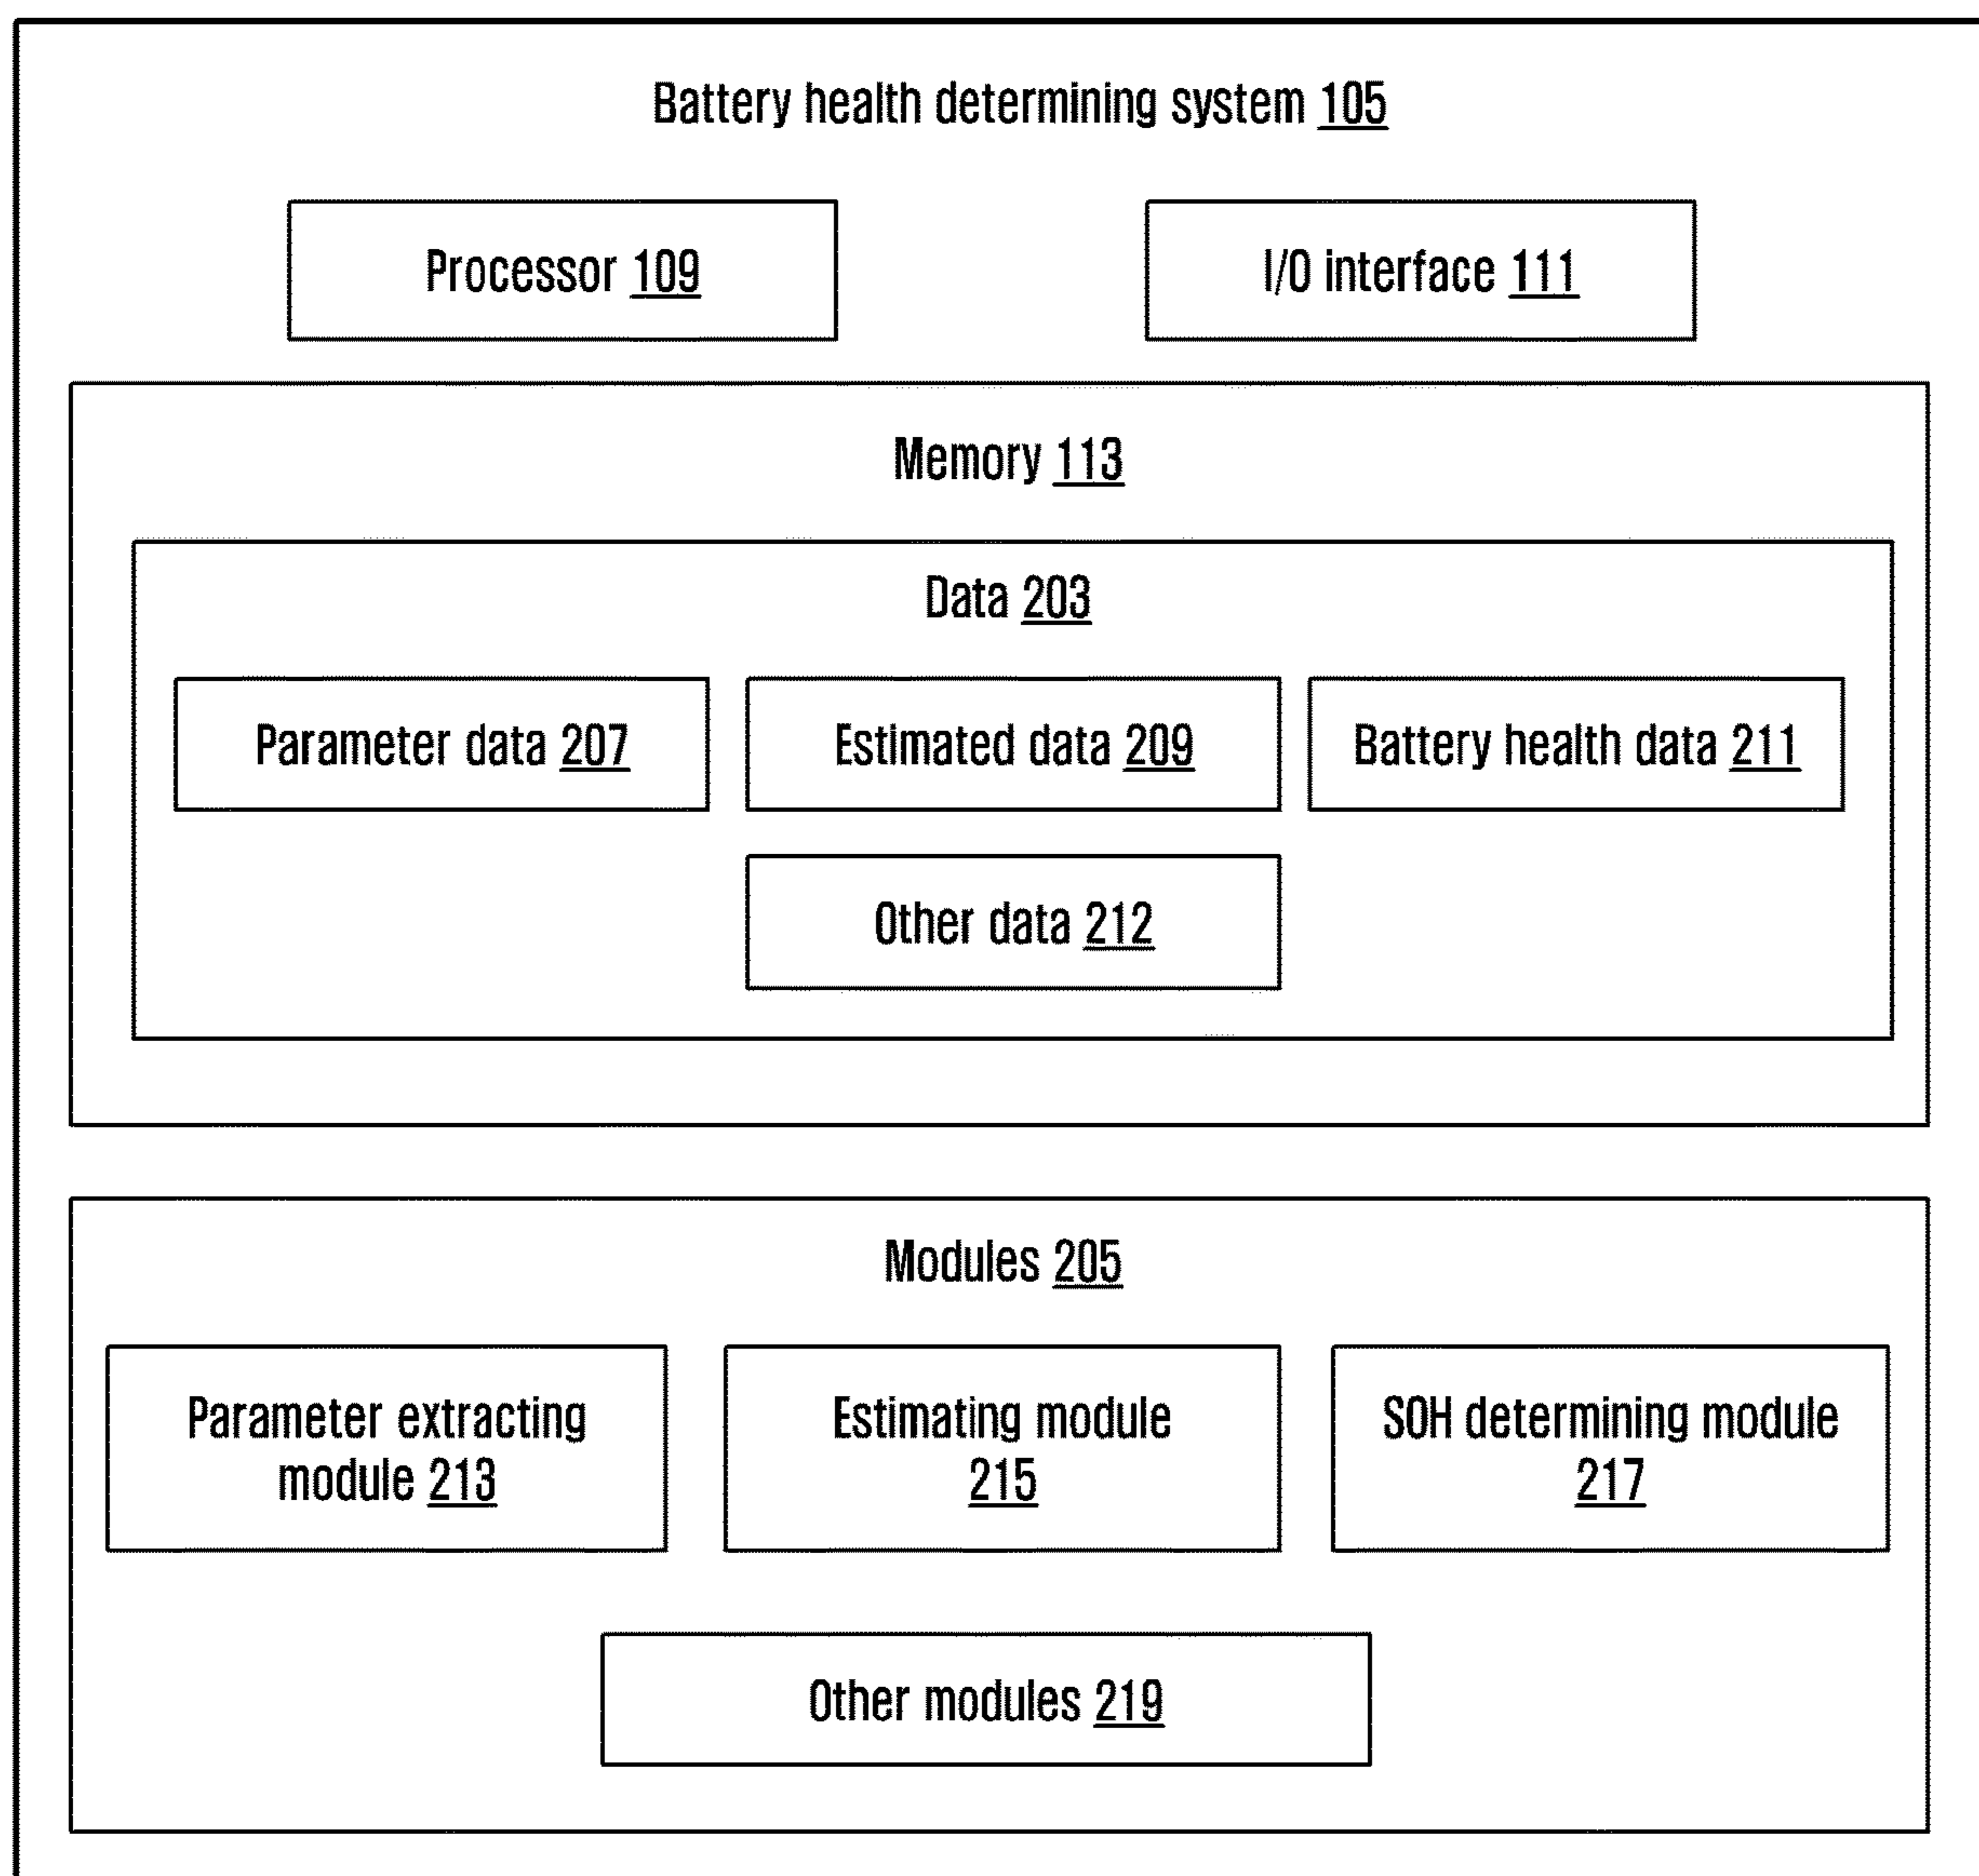 Battery health determining system 105
Processor 109
I/O interface 111
Memory 113
Data 203
Parameter data 207
Estimated data 209
Battery health data 211
Other data 212
Modules 205
Parameter extracting
module 213
Estimating module
215
SOH determining module
217
Other modules 219